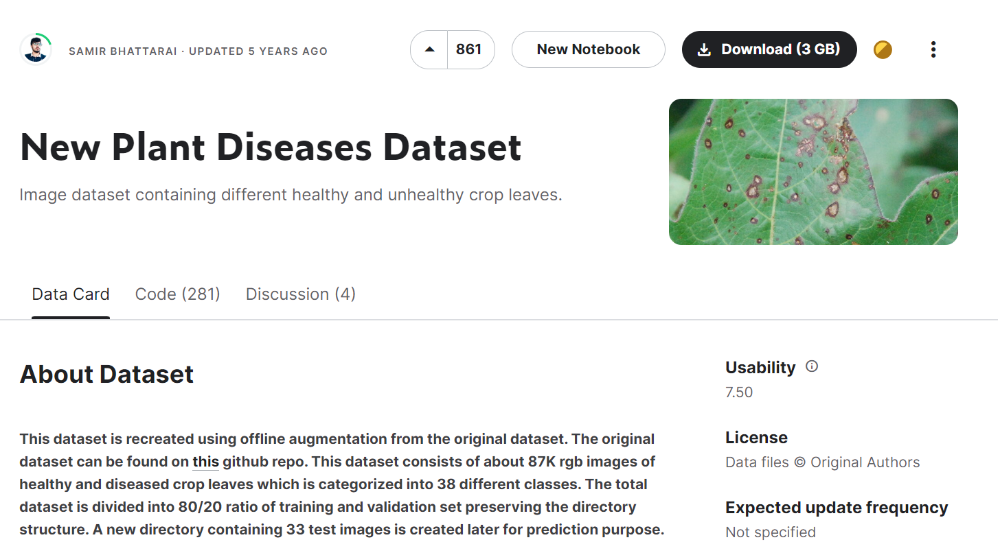 SAMIR BHATTARAI · UPDATED 5 YEARS AGO
861
New Notebook
Download (3 GB)
New Plant Diseases Dataset
Image dataset containing different healthy and unhealthy crop leaves.
Data Card
Code (281)
Discussion (4)
About Dataset
This dataset is recreated using offline augmentation from the original dataset. The original
dataset can be found on this github repo. This dataset consists of about 87K rgb images of
healthy and diseased crop leaves which is categorized into 38 different classes. The total
dataset is divided into 80/20 ratio of training and validation set preserving the directory
structure. A new directory containing 33 test images is created later for prediction purpose.
Usability
7.50
License
Data files © Original Authors
Expected update frequency
Not specified